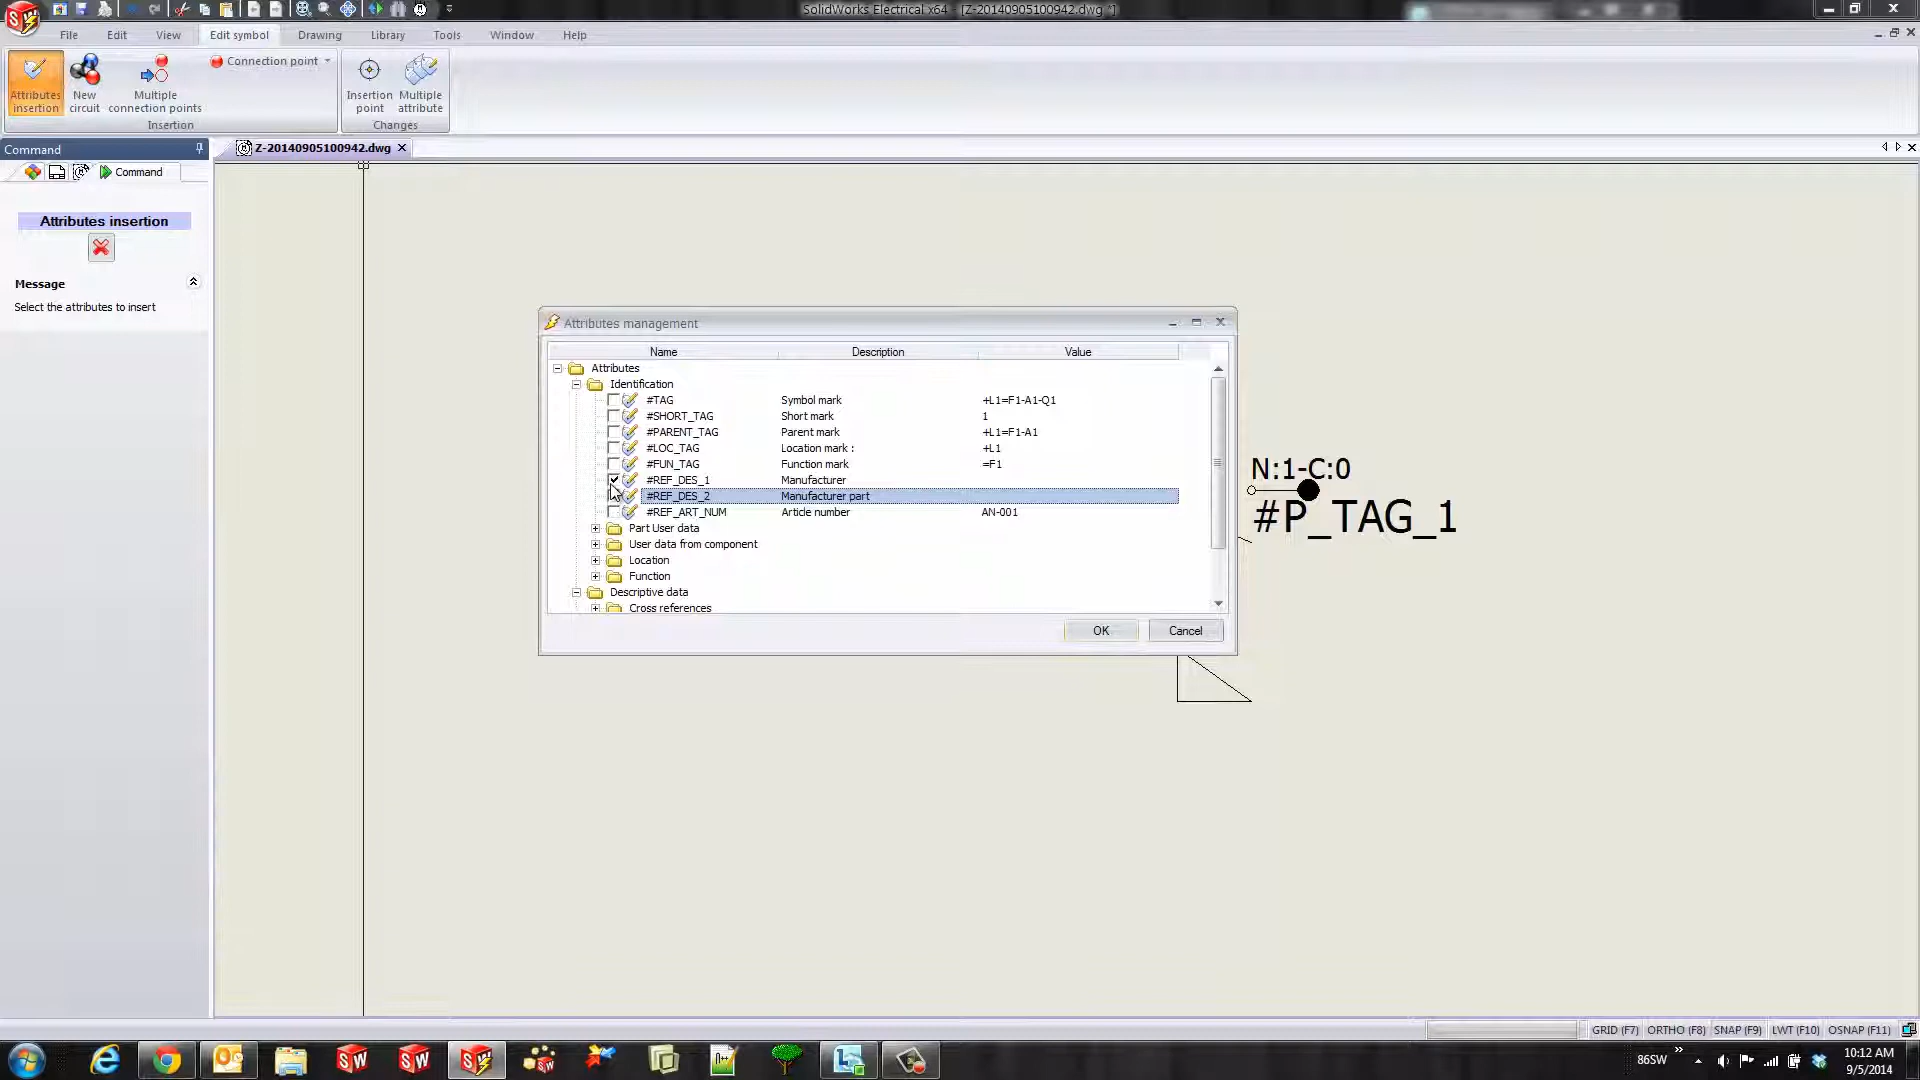 SolidWorks Electrical x64 - [Z-20140905100942.dwg *]
File Edit View Edit symbol Drawing Library Tools Window Help
Attributes insertion
New circuit
Multiple connection points
Connection point
Insertion point
Multiple attribute
Insertion
Changes
Command
Z-20140905100942.dwg
Command
Attributes insertion
Message
Select the attributes to insert
Attributes management
Name Description Value
Attributes
Identification
#TAG Symbol mark +L1=F1-A1-Q1
#SHORT_TAG Short mark 1
#PARENT_TAG Parent mark +L1=F1-A1
#LOC_TAG Location mark : +L1
#FUN_TAG Function mark =F1
#REF_DES_1 Manufacturer
#REF_DES_2 Manufacturer part
#REF_ART_NUM Article number AN-001
Part User data
User data from component
Location
Function
Descriptive data
Cross references
OK Cancel
N:1-C:0
#P_TAG_1
GRID (F7) ORTHO (F8) SNAP (F9) LWT (F10) OSNAP (F11)
86SW
10:12 AM
9/5/2014